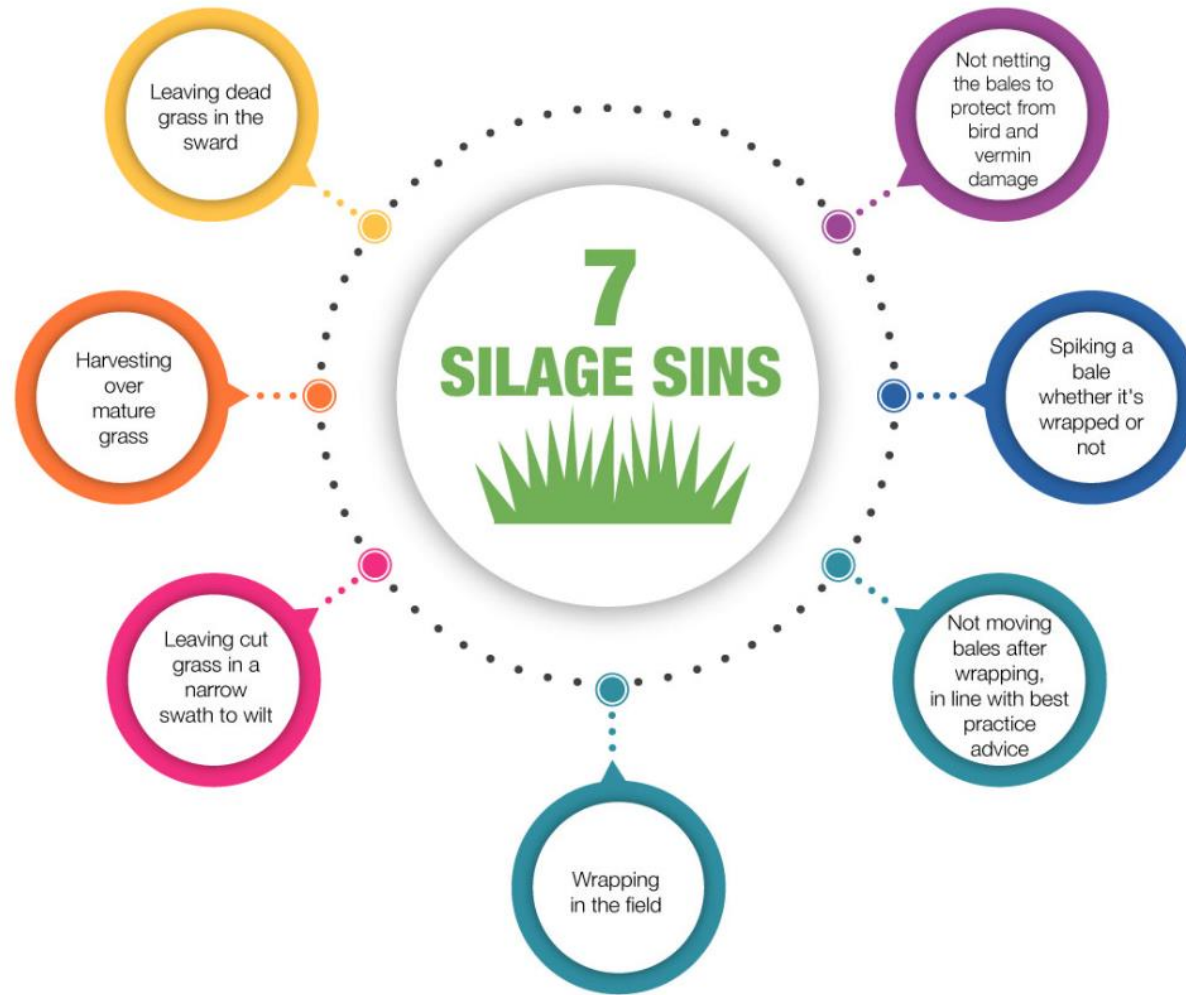 7
SILAGE SINS
Leaving dead
grass in the
sward
Harvesting
over
mature
grass
Leaving cut
grass in a
narrow
swath to wilt
Wrapping
in the field
Not moving
bales after
wrapping,
in line with best
practice
advice
Spiking a
bale
whether it's
wrapped or
not
Not netting
the bales to
protect from
bird and
vermin
damage